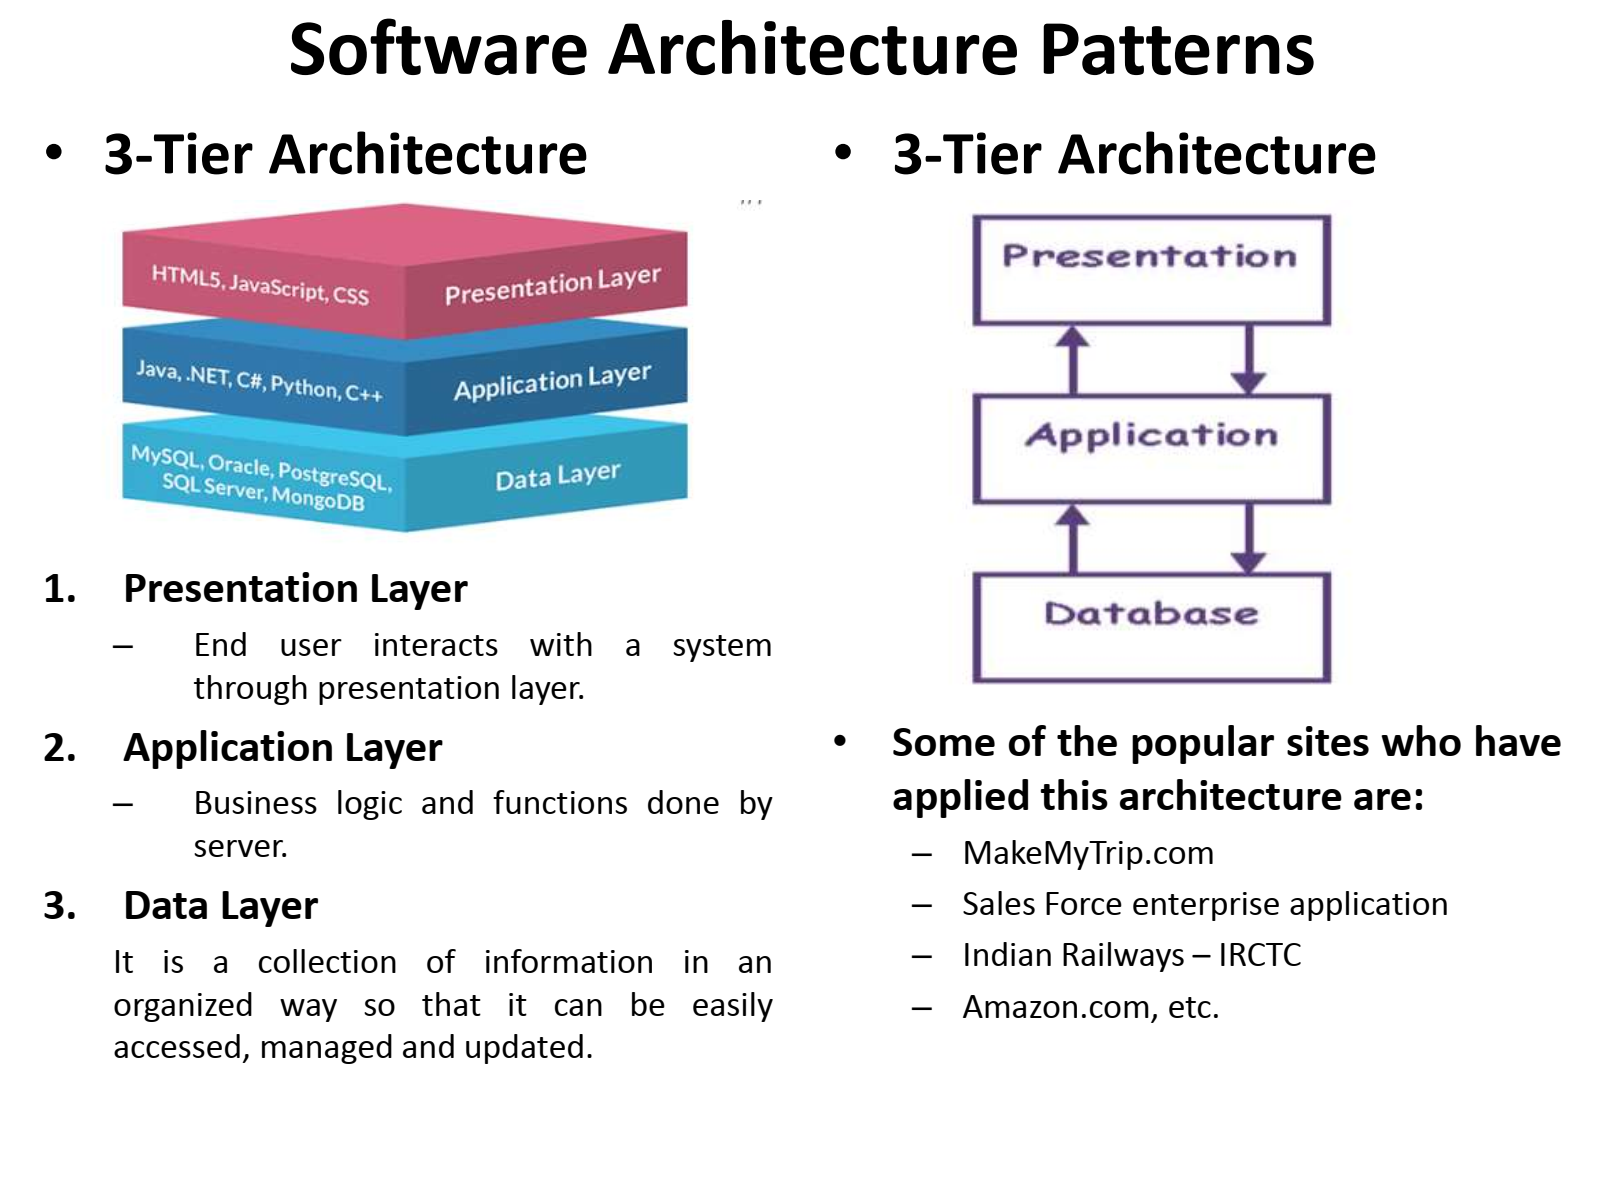 Software Architecture Patterns
• 3-Tier Architecture
HTML5, JavaScript, CSS
Presentation Layer
Java, .NET, C#, Python, C++
Application Layer
MySQL, Oracle, PostgreSQL,
SQL Server, MongoDB
Data Layer
1. Presentation Layer
– End user interacts with a system
through presentation layer.
2. Application Layer
– Business logic and functions done by
server.
3. Data Layer
It is a collection of information in an
organized way so that it can be easily
accessed, managed and updated.
• 3-Tier Architecture
Presentation
Application
Database
• Some of the popular sites who have
applied this architecture are:
– MakeMyTrip.com
– Sales Force enterprise application
– Indian Railways – IRCTC
– Amazon.com, etc.